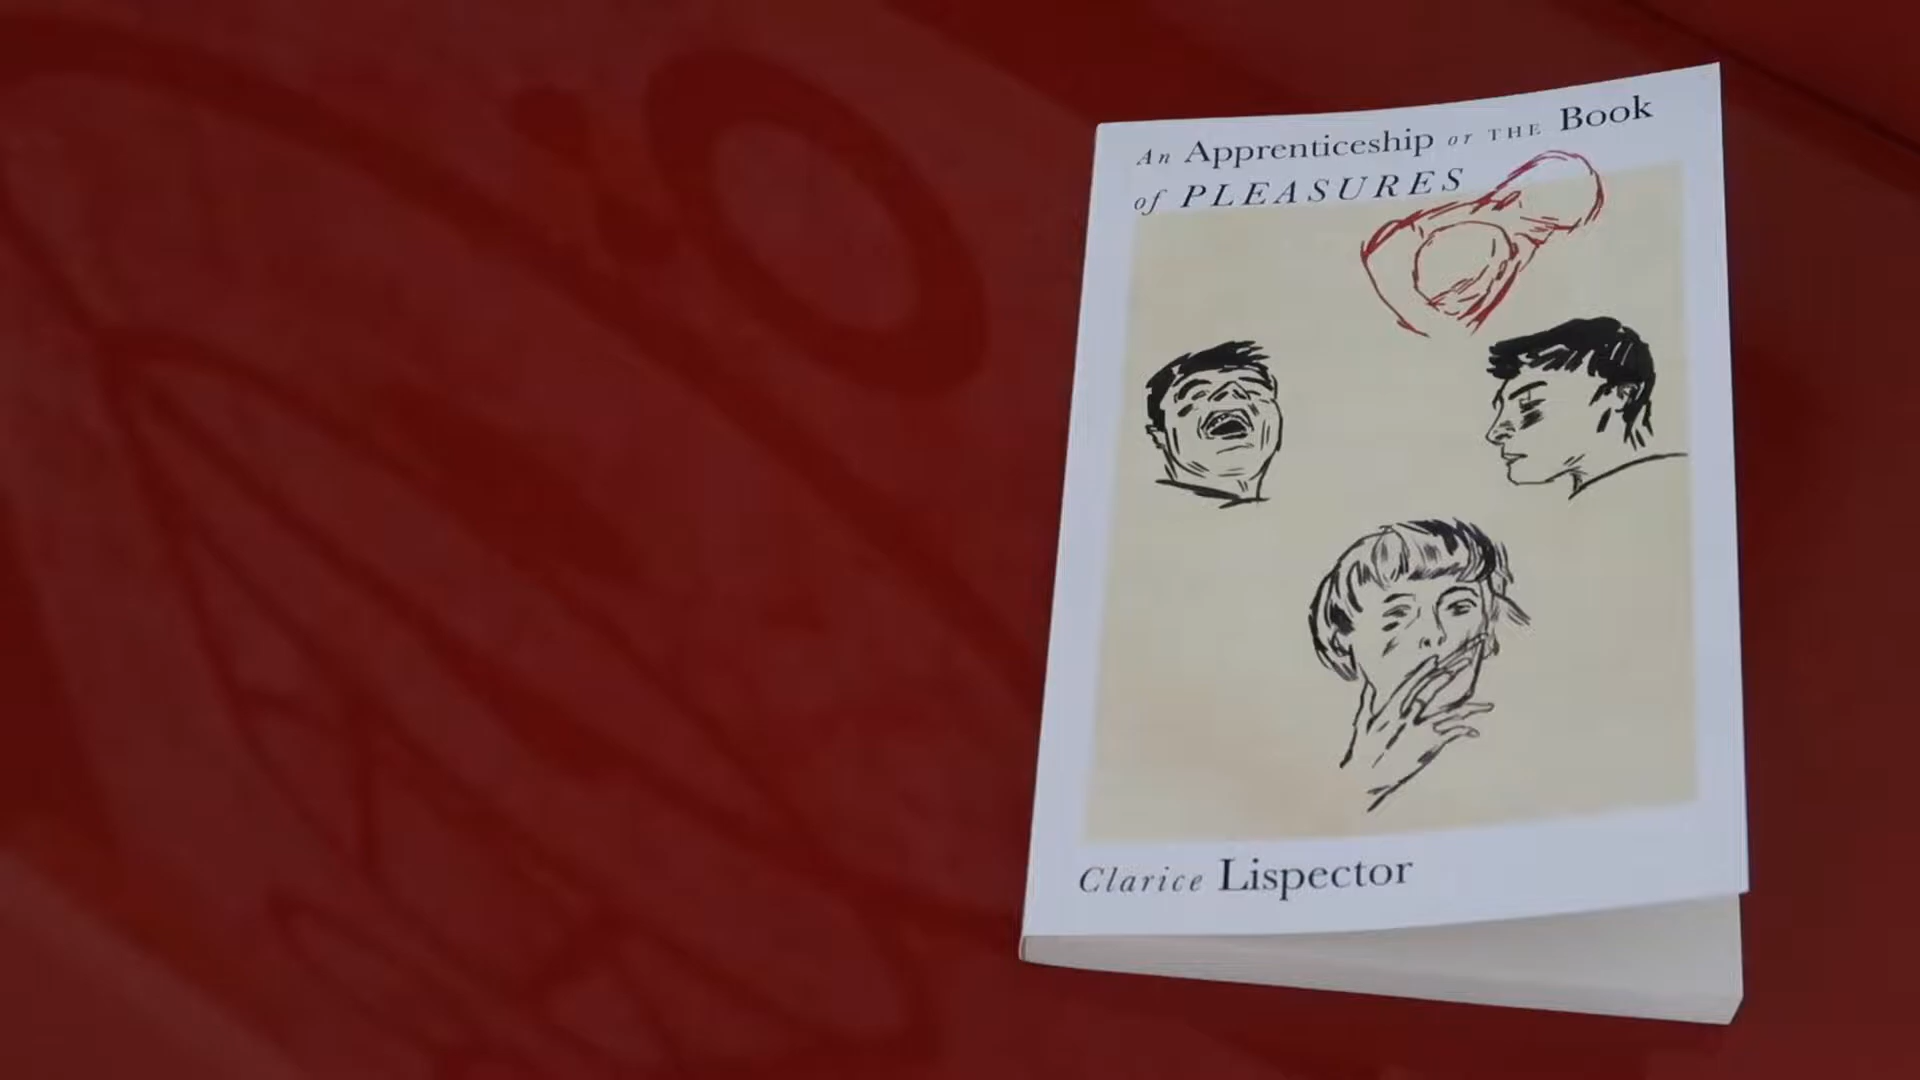 An Apprenticeship or THE Book
of PLEASURES
Clarice Lispector